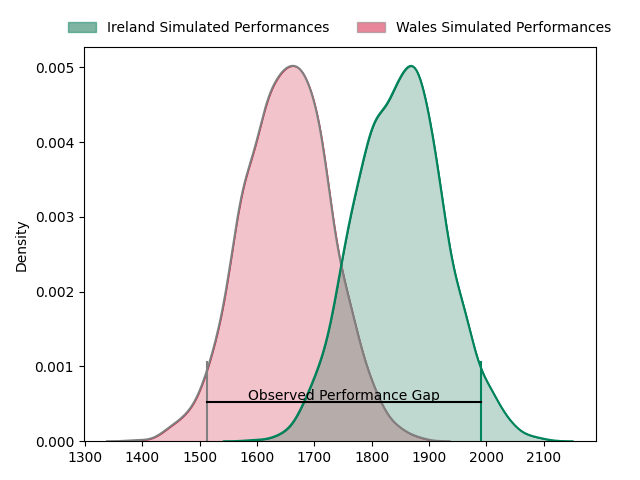 Ireland Simulated Performances Wales Simulated Performances
0.005
0.004
0.003
0.002
0.001
0.000
Density
Observed Performance Gap
1300 1400 1500 1600 1700 1800 1900 2000 2100